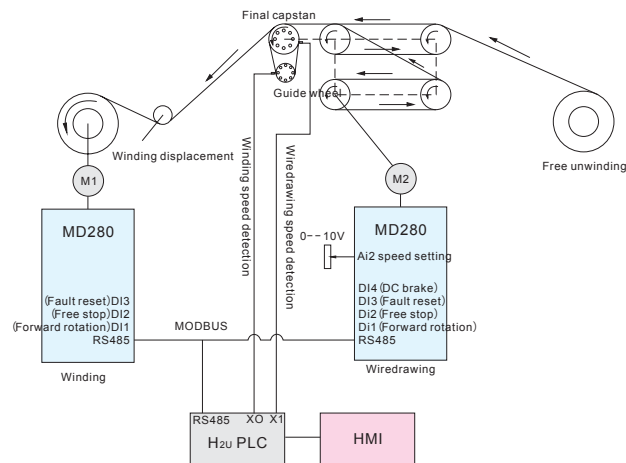 Final capstan
Guide wheel
Winding displacement
Free unwinding
M1
M2
Winding speed detection
Wiredrawing speed detection
MD280
(Fault reset)DI3
(Free stop)DI2
(Forward rotation)DI1
RS485
Winding
MODBUS
0--10V
MD280
Ai2 speed setting
DI4 (DC brake)
DI3 (Fault reset)
Di2 (Free stop)
Di1 (Forward rotation)
RS485
Wiredrawing
RS485 XO X1
H2U PLC
HMI